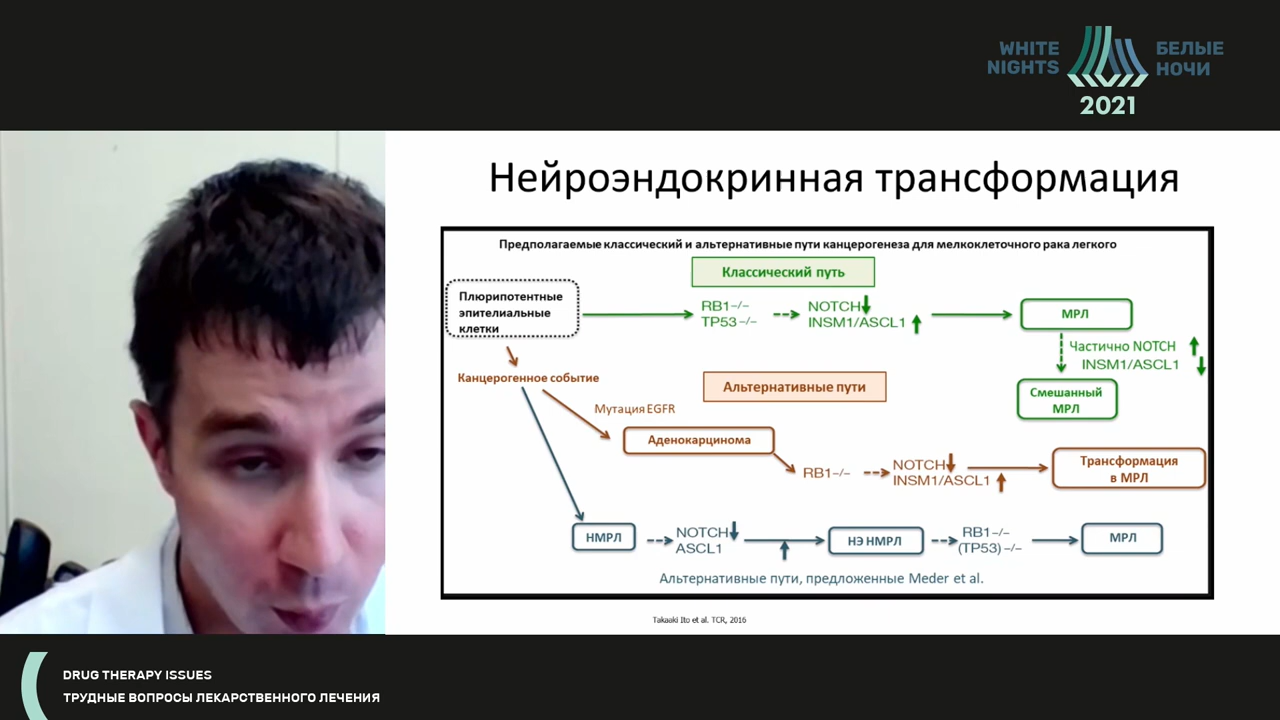 WHITE
NIGHTS
БЕЛЫЕ
НОЧИ
2021
Нейроэндокринная трансформация
Предполагаемые классический и альтернативные пути канцерогенеза для мелкоклеточного рака легкого
Классический путь
Плюрипотентные
эпителиальные
клетки
RB1-/-
TP53-/-
NOTCH
INSM1/ASCL1
МРЛ
Частично NOTCH
INSM1/ASCL1
Смешанный
МРЛ
Канцерогенное событие
Альтернативные пути
Мутация EGFR
Аденокарцинома
RB1-/-
NOTCH
INSM1/ASCL1
Трансформация
в МРЛ
НМРЛ
NOTCH
ASCL1
НЭ НМРЛ
RB1-/-
(TP53)-/-
МРЛ
Альтернативные пути, предложенные Meder et al.
Takaaki Ito et al. TCR, 2016
DRUG THERAPY ISSUES
ТРУДНЫЕ ВОПРОСЫ ЛЕКАРСТВЕННОГО ЛЕЧЕНИЯ